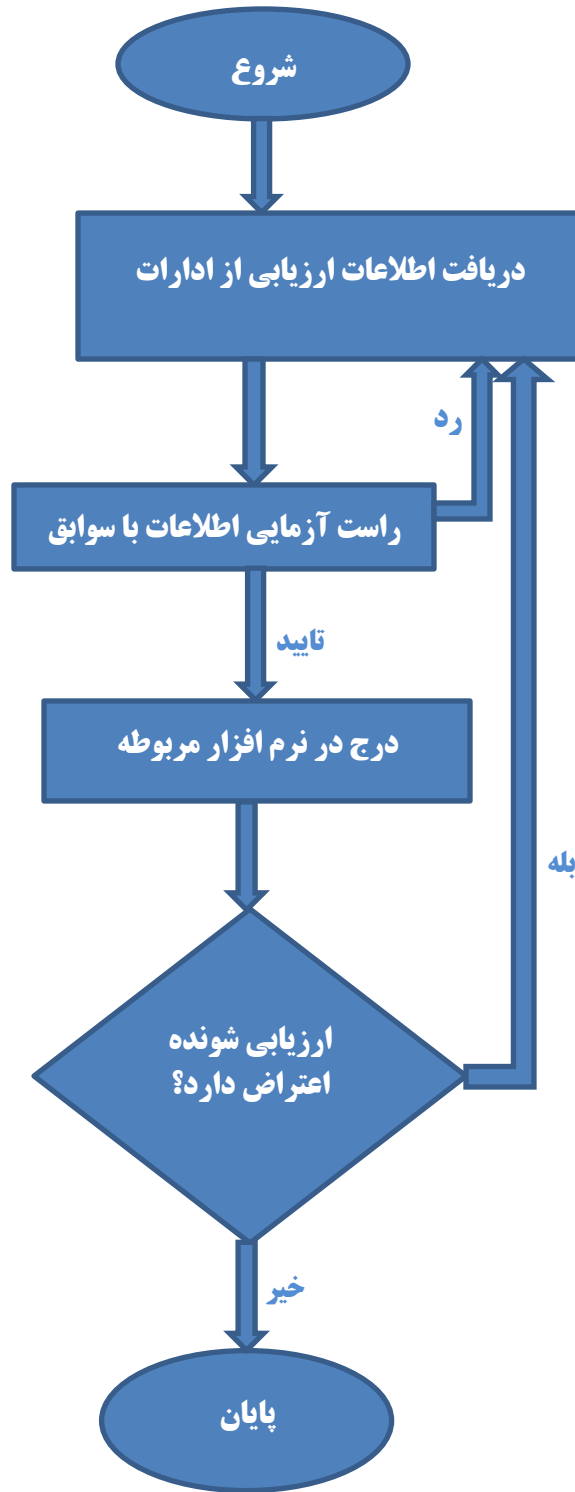 شروع
دریافت اطلاعات ارزیابی از ادارات
رد
راست آزمایی اطلاعات با سوابق
تایید
درج در نرم افزار مربوطه
بله
ارزیابی شونده
اعتراض دارد؟
خیر
پایان